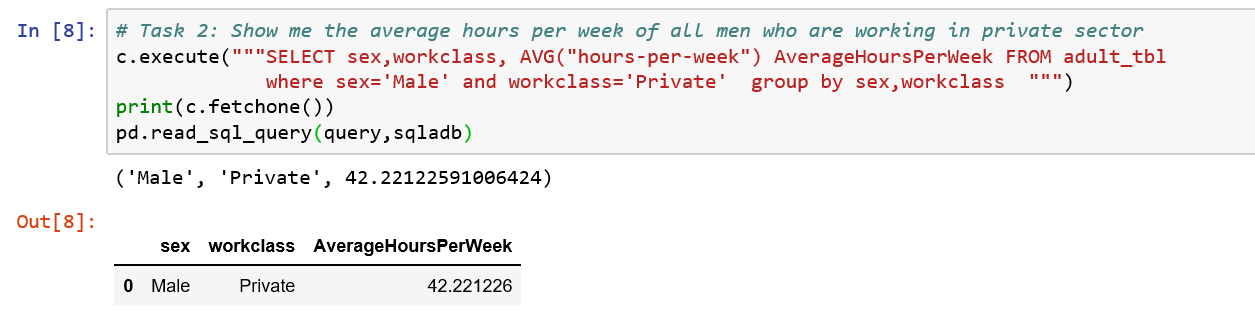 In [8]: # Task 2: Show me the average hours per week of all men who are working in private sector
c.execute("""SELECT sex,workclass, AVG("hours-per-week") AverageHoursPerWeek FROM adult_tbl
where sex='Male' and workclass='Private'  group by sex,workclass  """)
print(c.fetchone())
pd.read_sql_query(query,sqladb)
('Male', 'Private', 42.22122591006424)
Out[8]:
sex workclass AverageHoursPerWeek
0 Male Private 42.221226